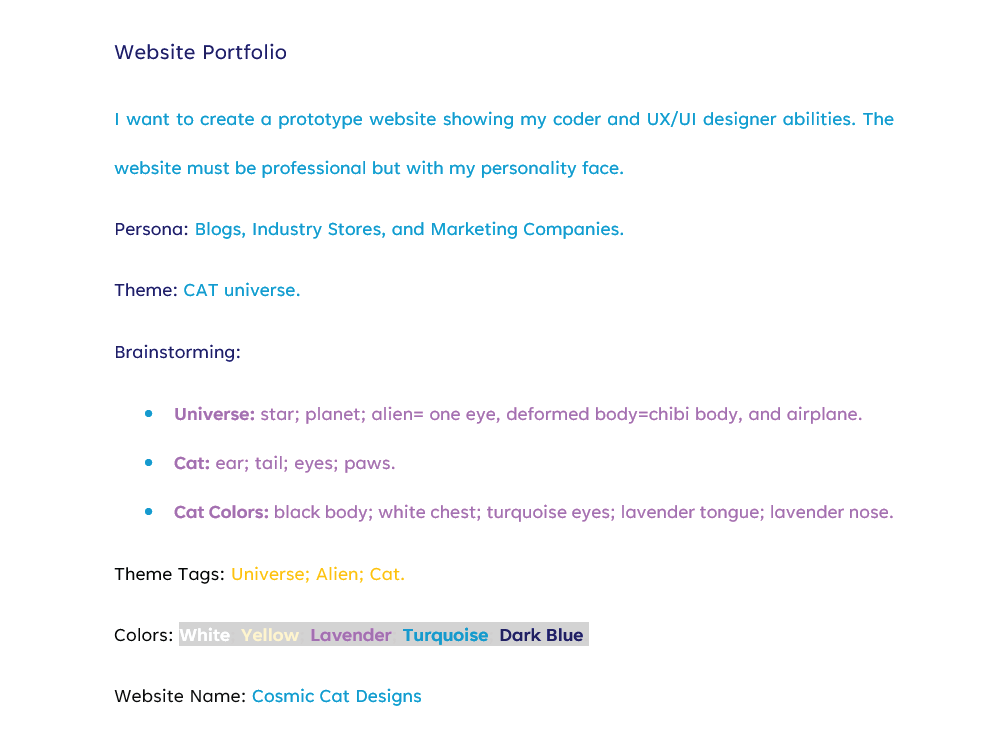 Website Portfolio
I want to create a prototype website showing my coder and UX/UI designer abilities. The
website must be professional but with my personality face.
Persona: Blogs, Industry Stores, and Marketing Companies.
Theme: CAT universe.
Brainstorming:
• Universe: star; planet; alien= one eye, deformed body=chibi body, and airplane.
• Cat: ear; tail; eyes; paws.
• Cat Colors: black body; white chest; turquoise eyes; lavender tongue; lavender nose.
Theme Tags: Universe; Alien; Cat.
Colors: White Yellow Lavender Turquoise Dark Blue
Website Name: Cosmic Cat Designs